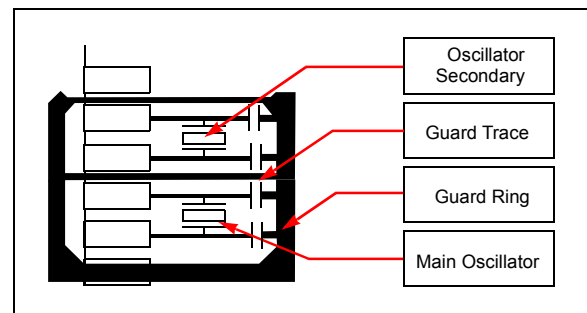 Oscillator
Secondary
Guard Trace
Guard Ring
Main Oscillator